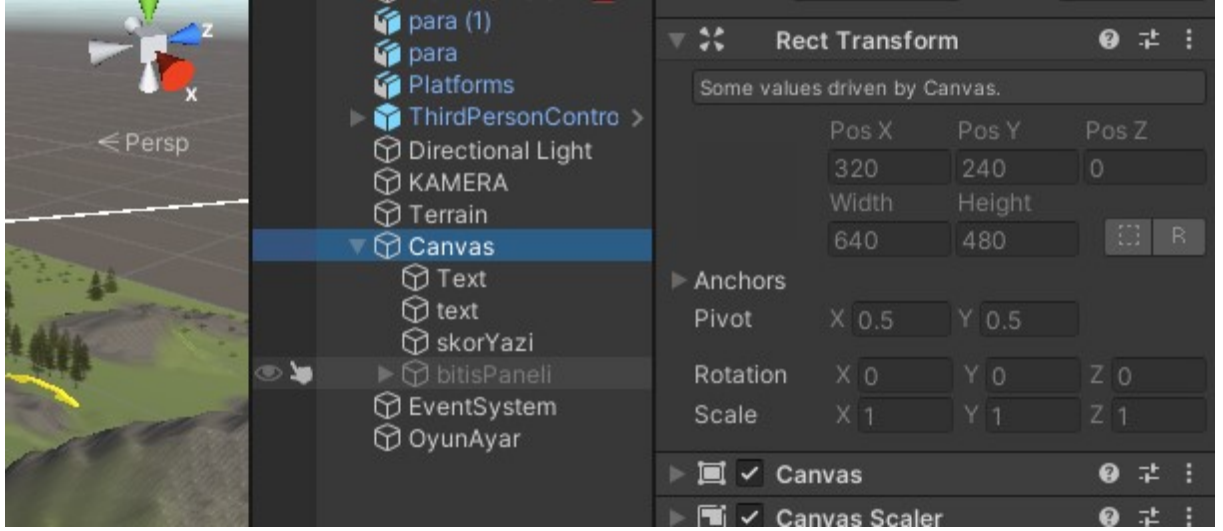 z
x
< Persp
para (1)
para
Platforms
ThirdPersonContro >
Directional Light
KAMERA
Terrain
Canvas
Text
text
skorYazi
bitisPaneli
EventSystem
OyunAyar
Rect Transform
Some values driven by Canvas.
Pos X Pos Y Pos Z
320 240 0
Width Height
640 480
R
Anchors
Pivot X 0.5 Y 0.5
Rotation X 0 Y 0 Z 0
Scale X 1 Y 1 Z 1
Canvas
Canvas Scaler